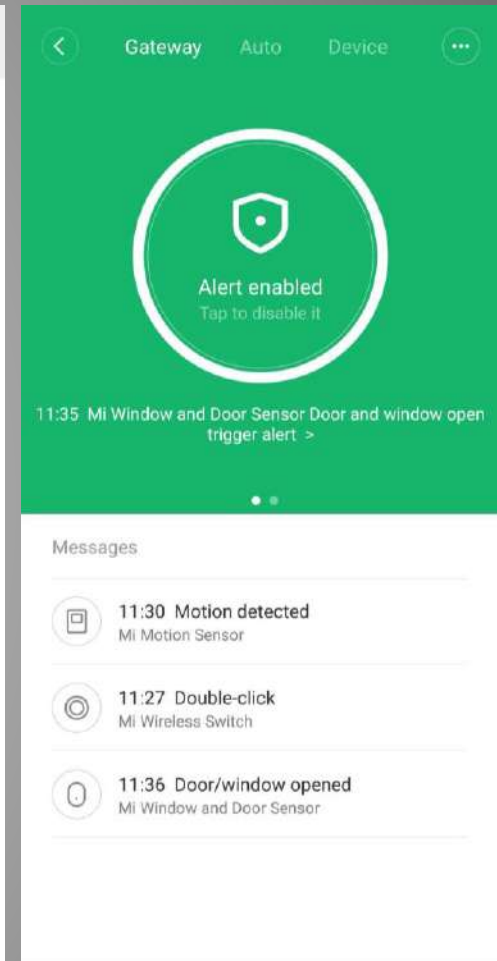 Gateway Auto Device
Alert enabled
Tap to disable it
11:35 Mi Window and Door Sensor Door and window open
trigger alert >
Messages
11:30 Motion detected
Mi Motion Sensor
11:27 Double-click
Mi Wireless Switch
11:36 Door/window opened
Mi Window and Door Sensor